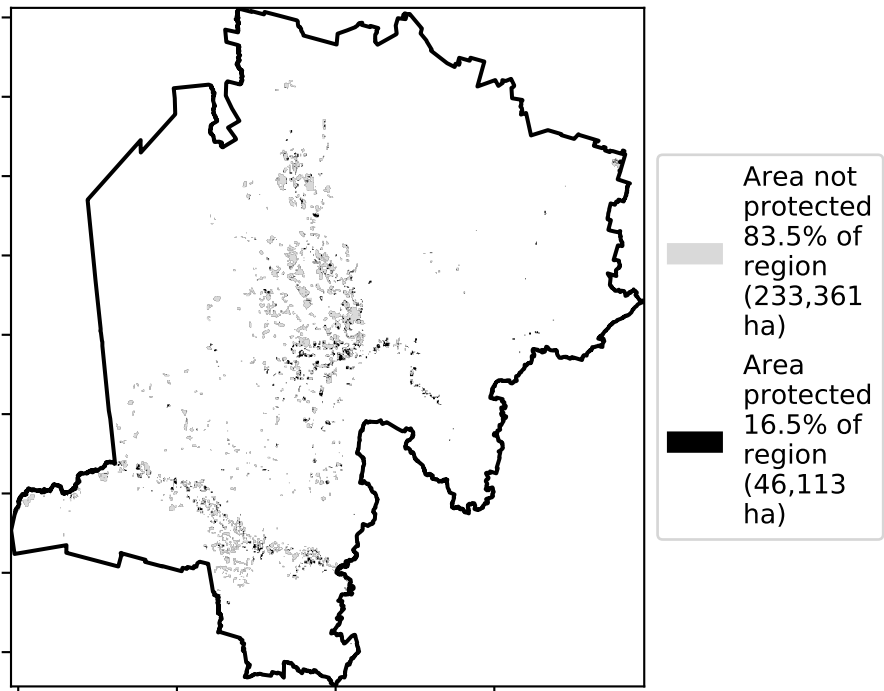 Area not
protected
83.5% of
region
(233,361
ha)
Area
protected
16.5% of
region
(46,113
ha)